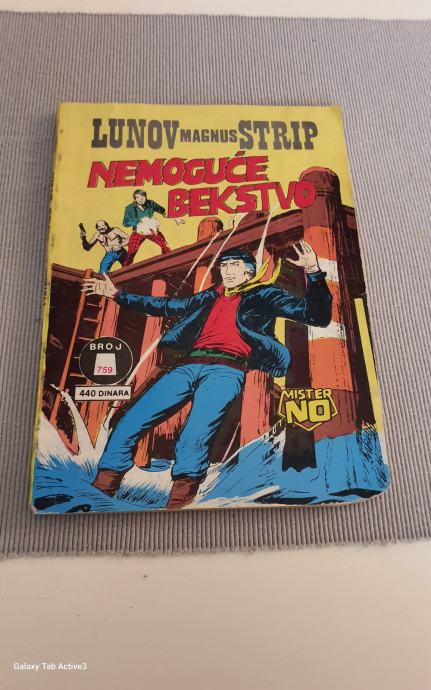 LUNOV MAGNUS STRIP
NEMOGUĆE
BEKSTVO
BROJ
759
440 DINARA
MISTER
NO
Galaxy Tab Active3